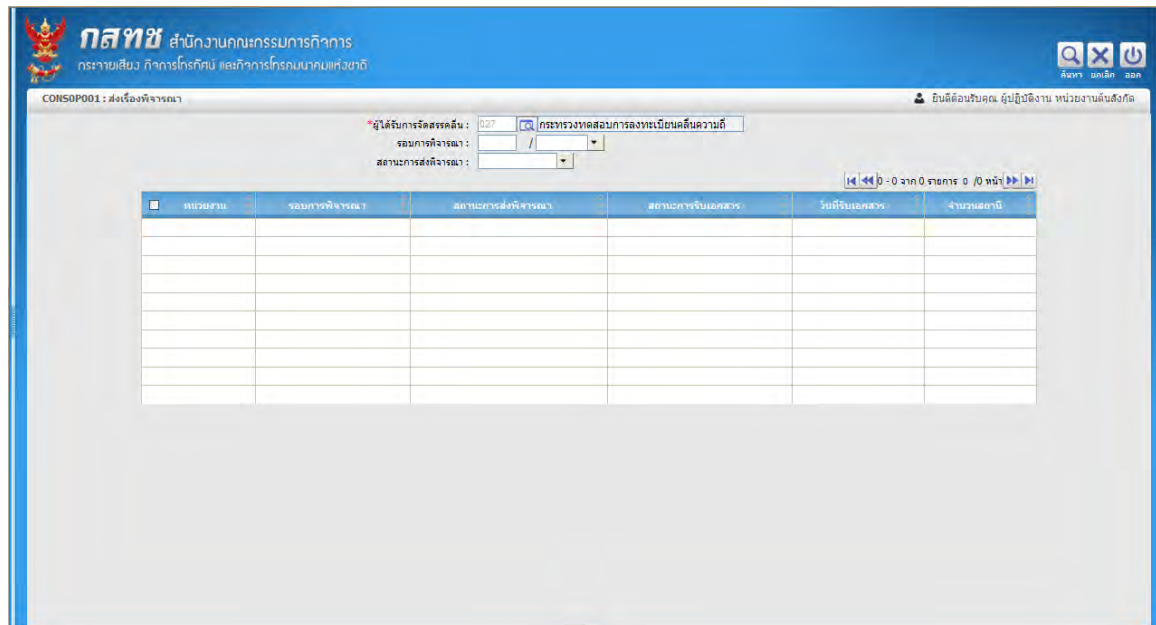 กสทช สำนักงานคณะกรรมการกิจการ
กระจายเสียง กิจการโทรทัศน์ และกิจการโทรคมนาคมแห่งชาติ
ค้นหา ยกเลิก ออก
CONSOP001 : ส่งเรื่องพิจารณา ยินดีต้อนรับคุณ ผู้ปฏิบัติงาน หน่วยงานต้นสังกัด
*ผู้ได้รับการจัดสรรคลื่น : 027 กระทรวงทดสอบการลงทะเบียนคลื่นความถี่
รอบการพิจารณา : /
สถานะการส่งพิจารณา :
0 - 0 จาก 0 รายการ 0 /0 หน้า
หน่วยงาน รอบการพิจารณา สถานะการส่งพิจารณา สถานะการรับเอกสาร วันที่รับเอกสาร จำนวนสถานี